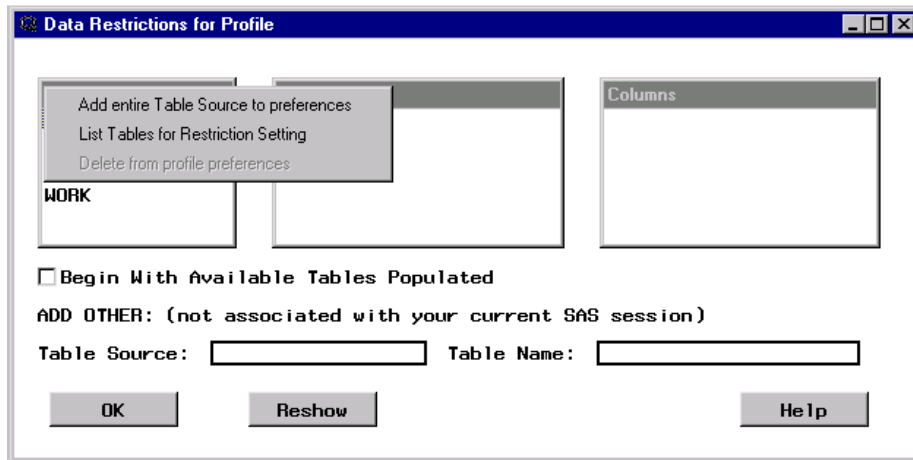 Data Restrictions for Profile
Columns
Add entire Table Source to preferences
List Tables for Restriction Setting
Delete from profile preferences
WORK
Begin With Available Tables Populated
ADD OTHER: (not associated with your current SAS session)
Table Source: Table Name:
OK Reshow Help